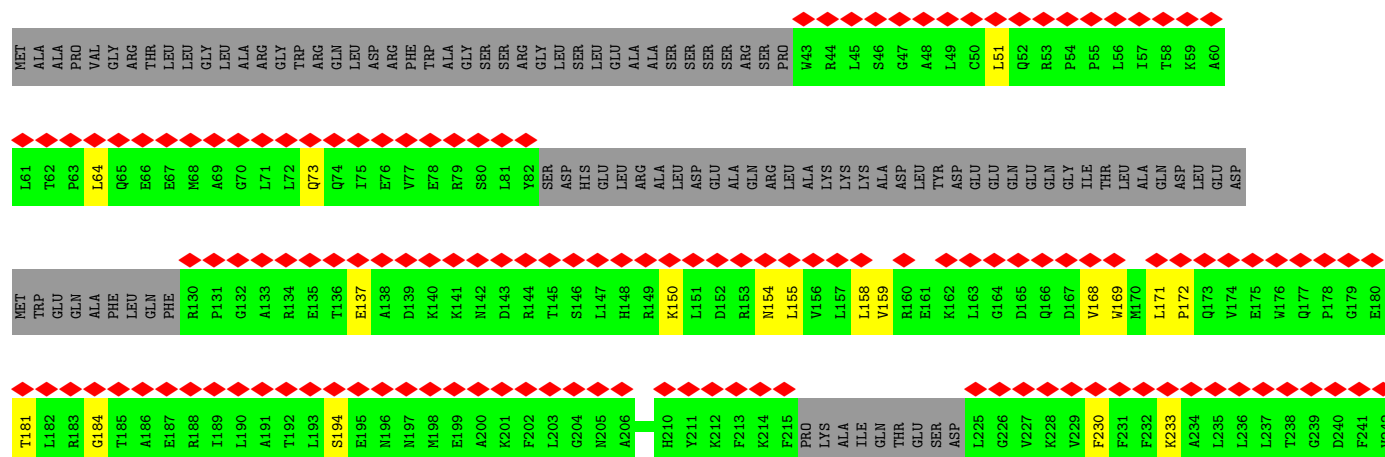 MET ALA ALA PRO VAL GLY ARG THR LEU LEU GLY LEU ALA ARG GLY TRP ARG GLN LEU ASP ARG PHE TRP ALA GLY SER SER ARG GLY LEU SER LEU GLU ALA ALA SER SER SER SER ARG SER PRO W43 R44 L45 S46 G47 A48 L49 C50 L51 Q52 R53 P54 P55 L56 I57 T58 K59 A60
L61 T62 P63 L64 Q65 E66 E67 M68 A69 G70 L71 L72 Q73 Q74 I75 E76 V77 E78 R79 S80 L81 Y82 SER ASP HIS GLU LEU ARG ALA LEU ASP GLU ALA GLN ARG LEU ALA LYS LYS LYS ALA ASP LEU TYR ASP GLU GLU GLN GLU GLN GLY ILE THR LEU ALA GLN ASP LEU GLU ASP
MET TRP GLU GLN ALA PHE LEU GLN PHE R130 P131 G132 A133 R134 E135 T136 E137 A138 D139 K140 K141 N142 D143 R144 T145 S146 L147 H148 R149 K150 L151 D152 R153 N154 L155 V156 L157 L158 V159 R160 E161 K162 L163 G164 D165 Q166 D167 V168 W169 M170 L171 P172 Q173 V174 E175 W176 Q177 P178 G179 E180
T181 L182 R183 G184 T185 A186 E187 R188 I189 L190 A191 T192 L193 S194 E195 N196 N197 M198 E199 A200 K201 F202 L203 G204 N205 A206 H210 Y211 K212 F213 K214 F215 PRO LYS ALA ILE GLN THR GLU SER ASP L225 G226 V227 K228 V229 F230 F231 F232 K233 A234 L235 L236 L237 T238 G239 D240 F241